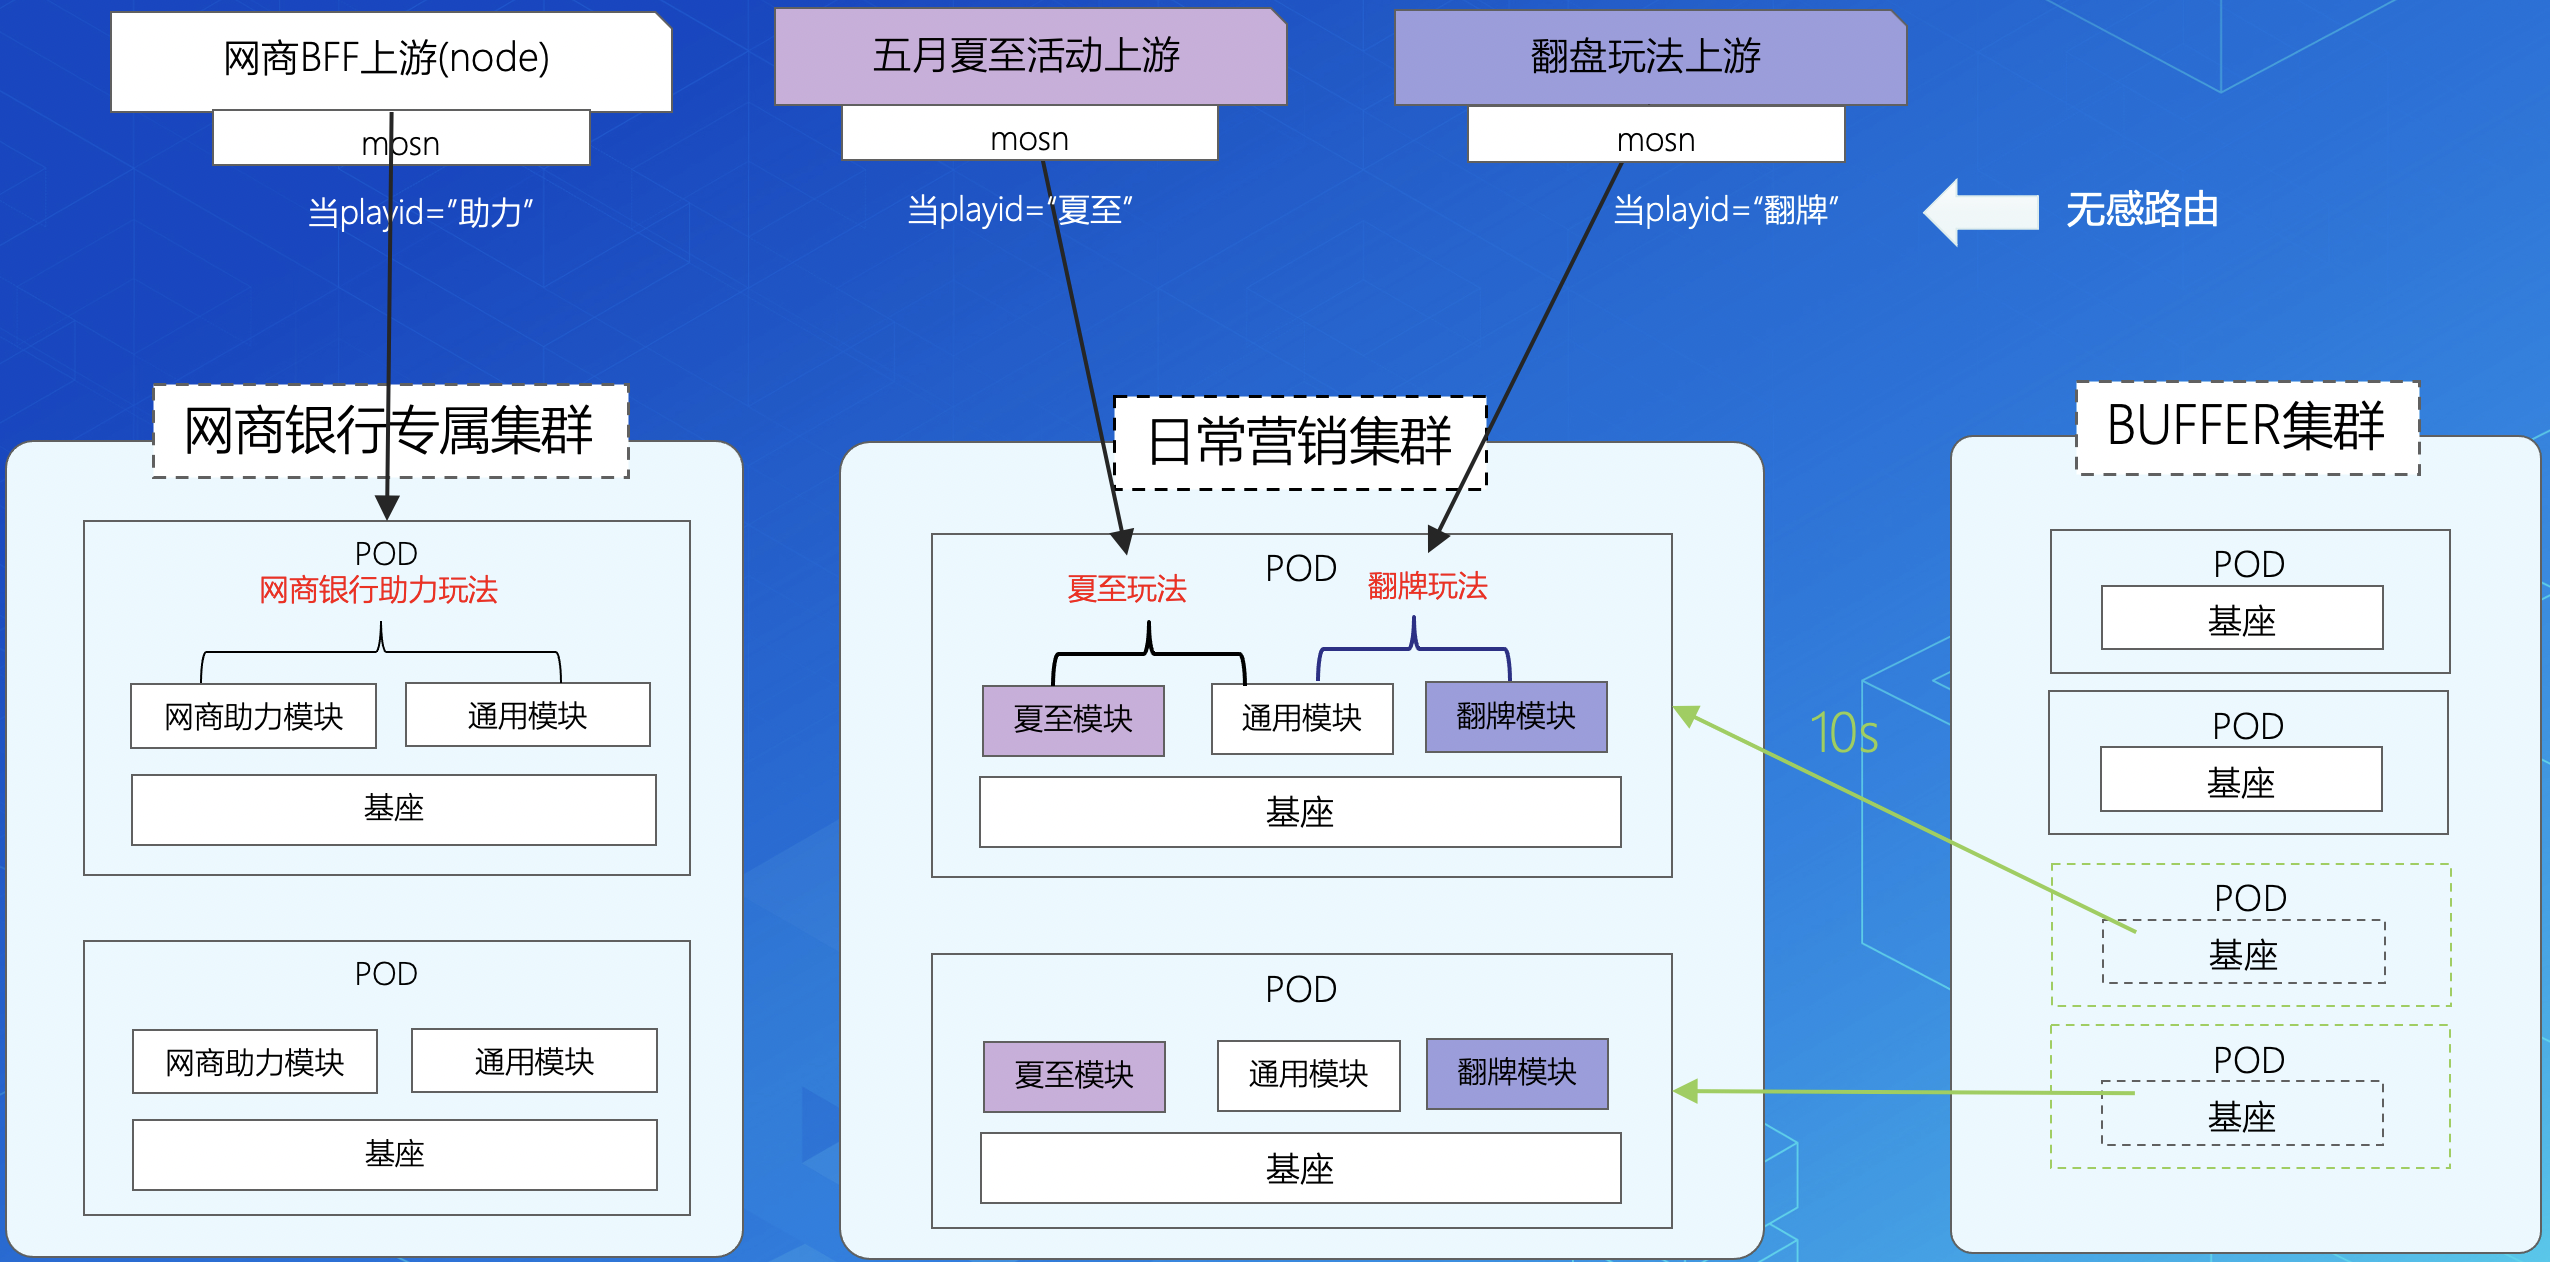 网商BFF上游(node)
mosn
当playid=“助力”
五月夏至活动上游
mosn
当playid=“夏至”
翻盘玩法上游
mosn
当playid=“翻牌”
无感路由
网商银行专属集群
POD
网商银行助力玩法
网商助力模块
通用模块
基座
POD
网商助力模块
通用模块
基座
日常营销集群
POD
夏至玩法
翻牌玩法
夏至模块
通用模块
翻牌模块
基座
POD
夏至模块
通用模块
翻牌模块
基座
10s
BUFFER集群
POD
基座
POD
基座
POD
基座
POD
基座